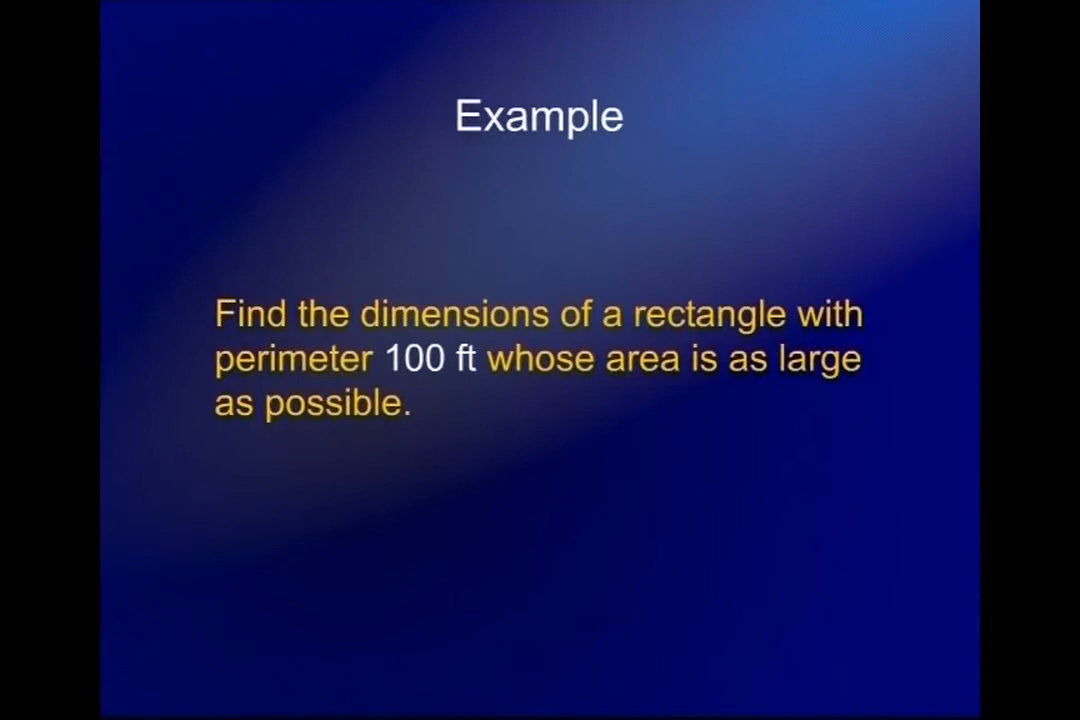 Example
Find the dimensions of a rectangle with
perimeter 100 ft whose area is as large
as possible.